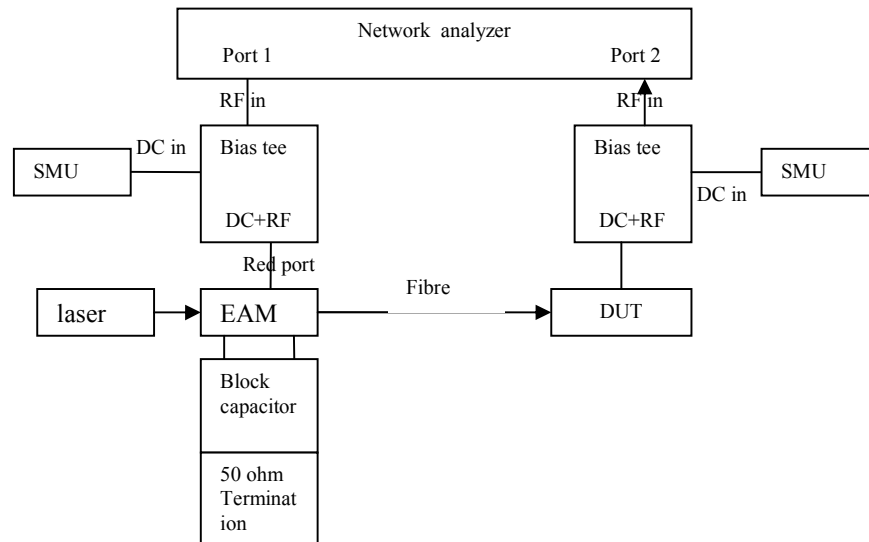 Network analyzer
Port 1
Port 2
RF in
RF in
DC in
Bias tee
Bias tee
SMU
SMU
DC in
DC+RF
DC+RF
Red port
Fibre
laser
EAM
DUT
Block
capacitor
50 ohm
Terminat
ion